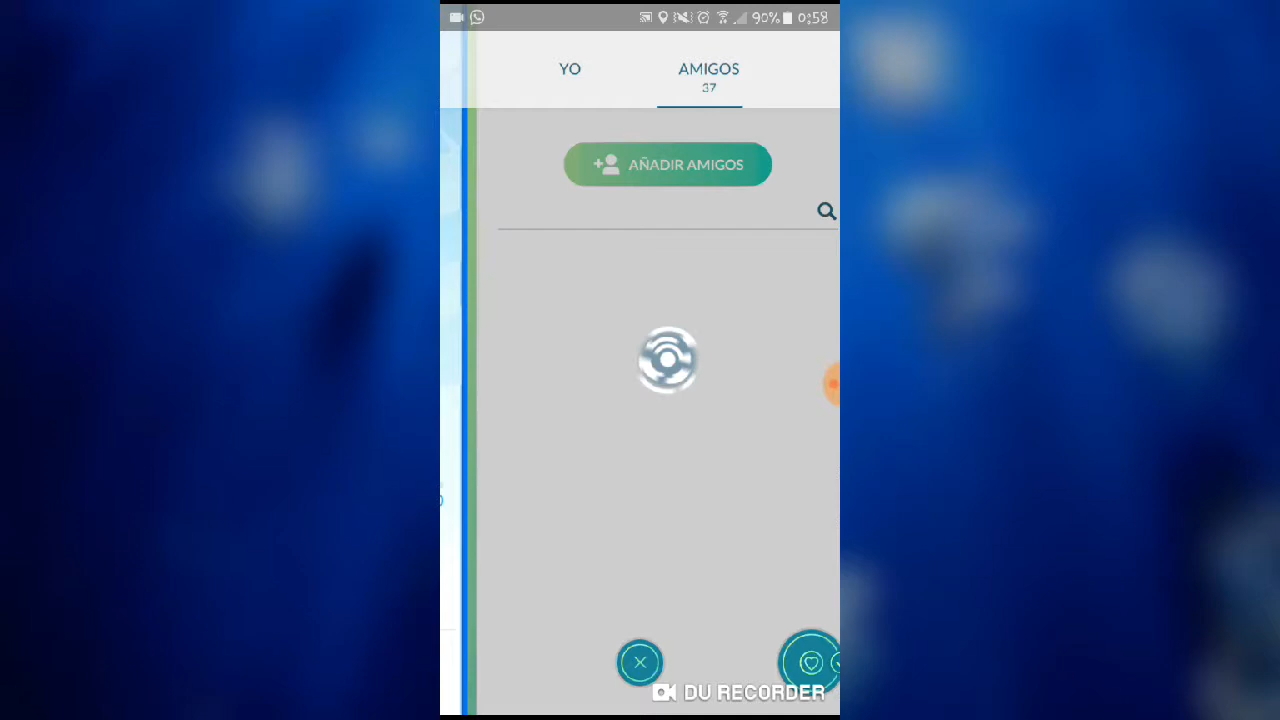 90% 0:58
YO
AMIGOS
37
AÑADIR AMIGOS
DU RECORDER